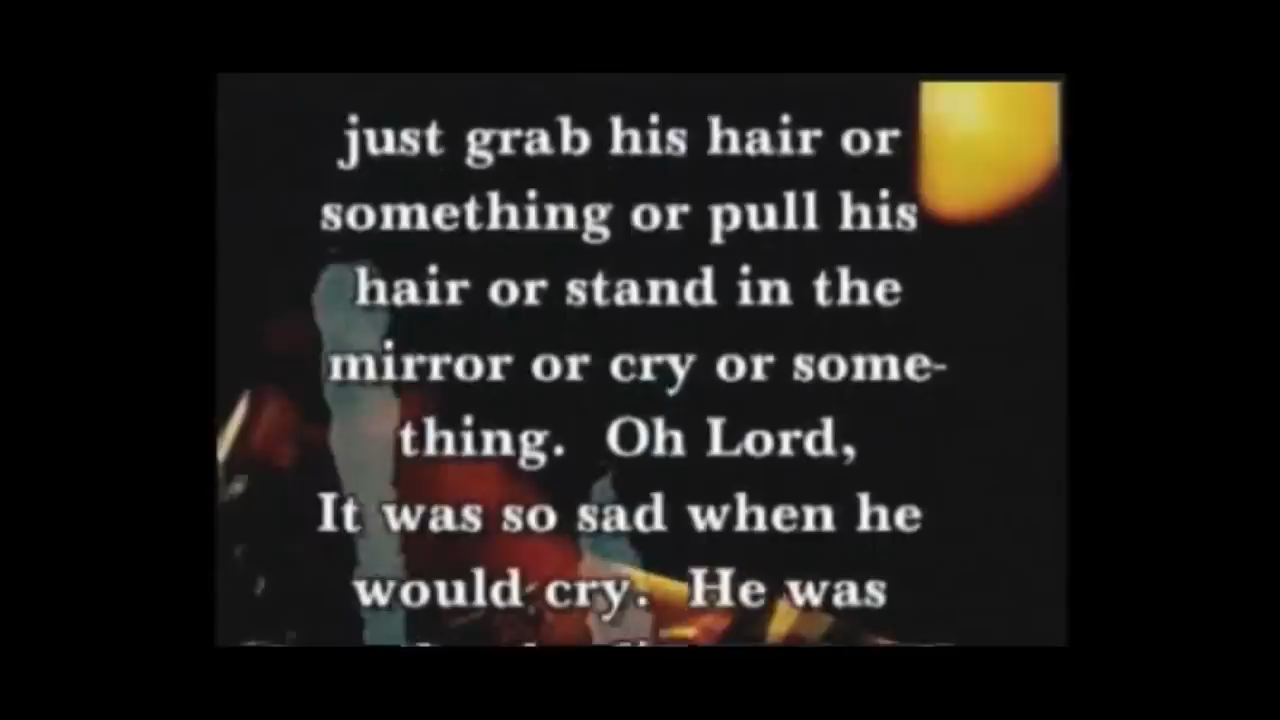 just grab his hair or
something or pull his
hair or stand in the
mirror or cry or some-
thing.  Oh Lord,
It was so sad when he
would cry.  He was